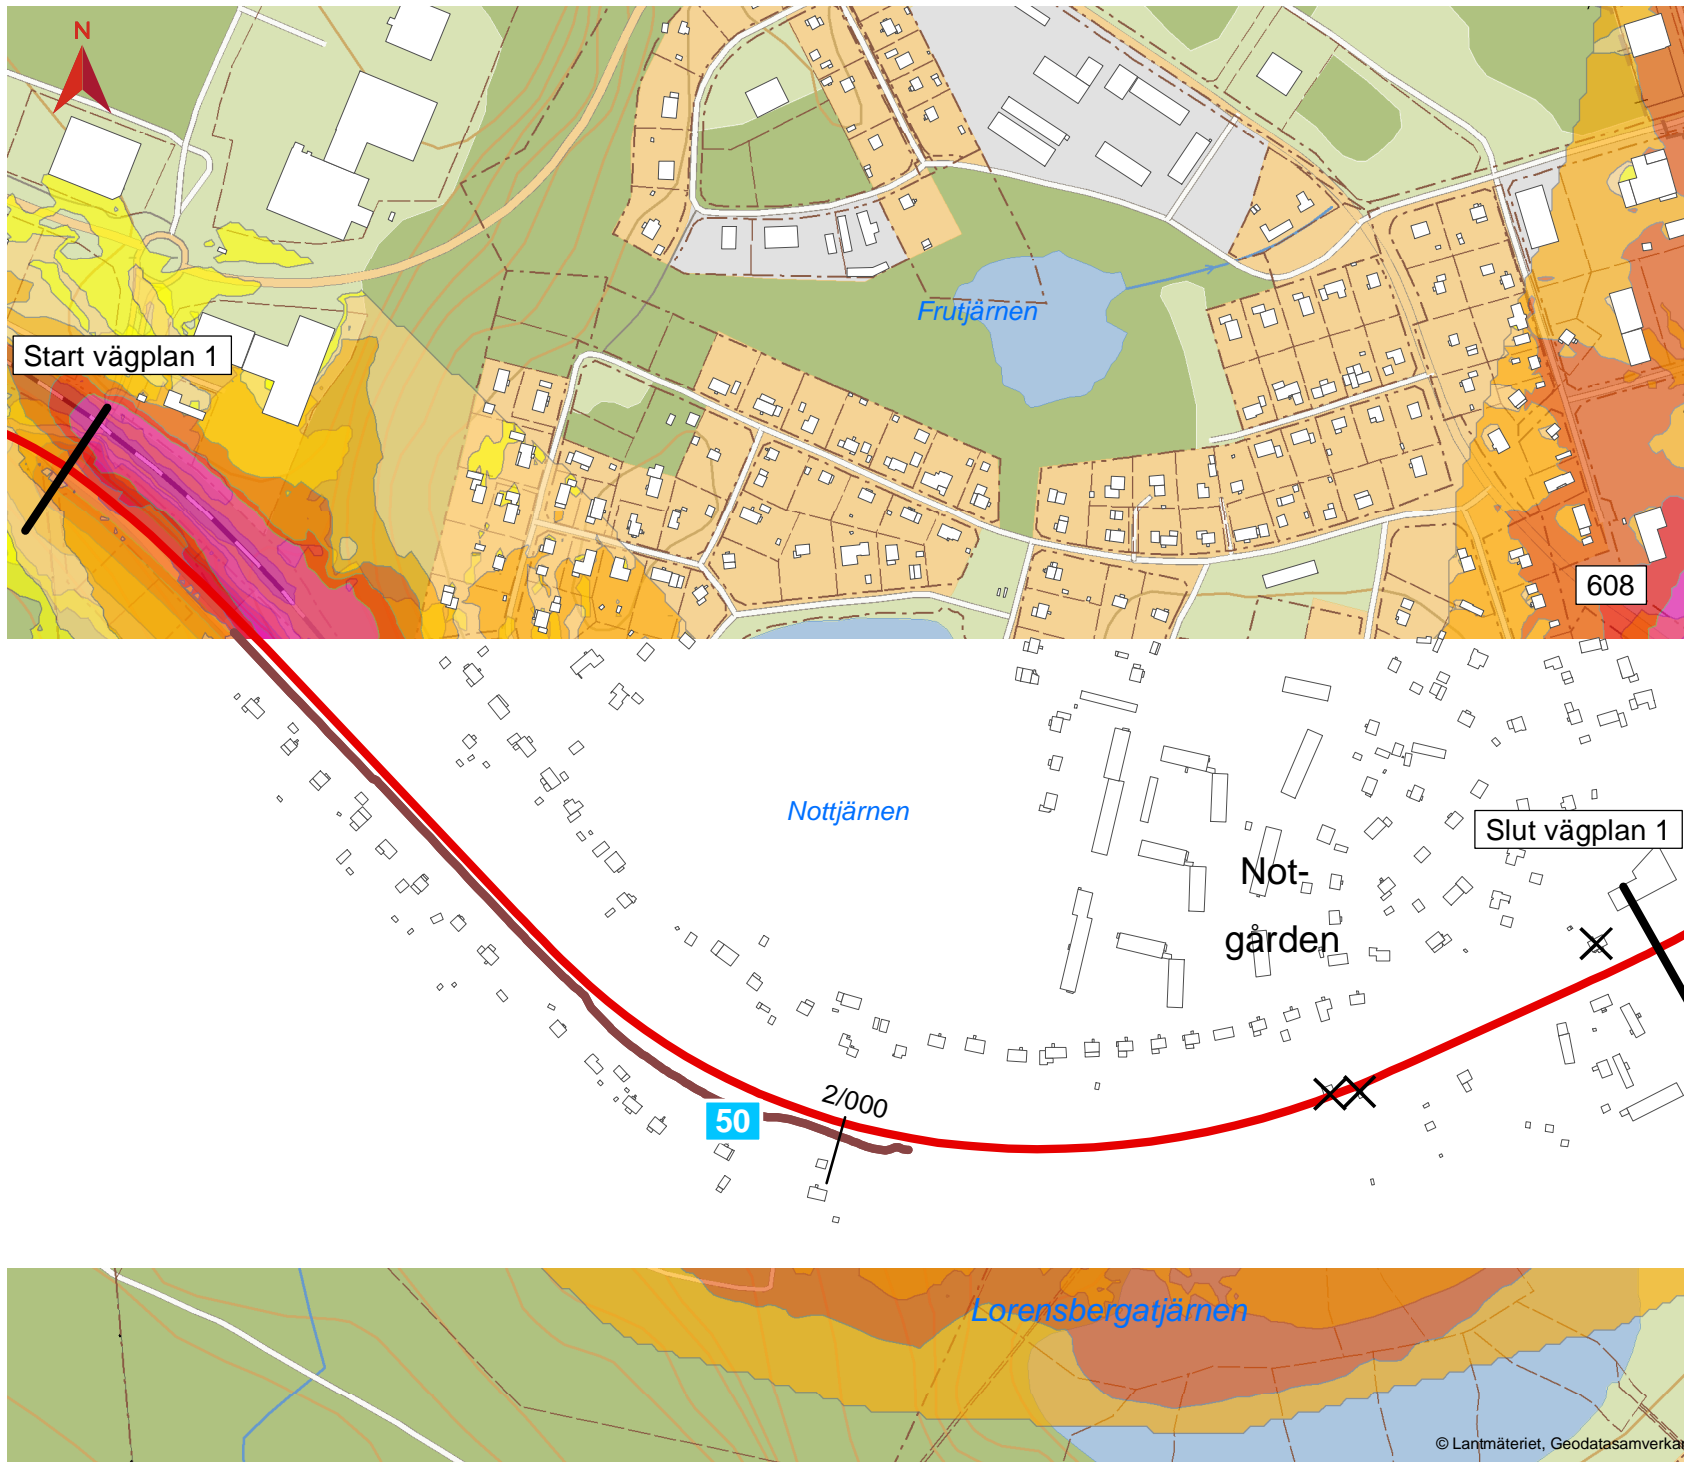 N
Frutjärnen
Start vägplan 1
608
Nottjärnen
Slut vägplan 1
Not-
gården
2/000
50
Lorensbergatjärnen
© Lantmäteriet, Geodatasamverkan